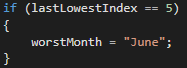 if (lastLowestIndex == 5)
{
    worstMonth = "June";
}